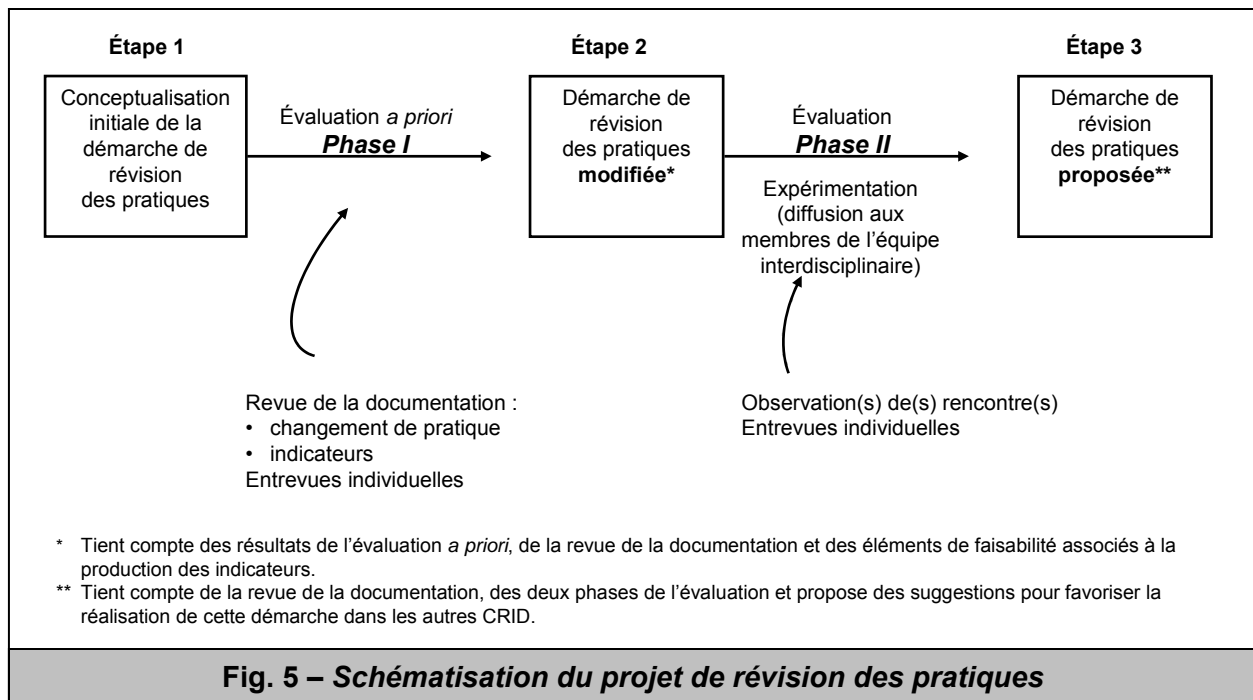 Étape 1
Conceptualisation
initiale de la
démarche de
révision
des pratiques
Évaluation a priori
Phase I
Revue de la documentation :
• changement de pratique
• indicateurs
Entrevues individuelles
Étape 2
Démarche de
révision
des pratiques
modifiée*
Évaluation
Phase II
Expérimentation
(diffusion aux
membres de l'équipe
interdisciplinaire)
Observation(s) de(s) rencontre(s)
Entrevues individuelles
Étape 3
Démarche de
révision
des pratiques
proposée**
* Tient compte des résultats de l'évaluation a priori, de la revue de la documentation et des éléments de faisabilité associés à la
production des indicateurs.
** Tient compte de la revue de la documentation, des deux phases de l'évaluation et propose des suggestions pour favoriser la
réalisation de cette démarche dans les autres CRID.
Fig. 5 – Schématisation du projet de révision des pratiques